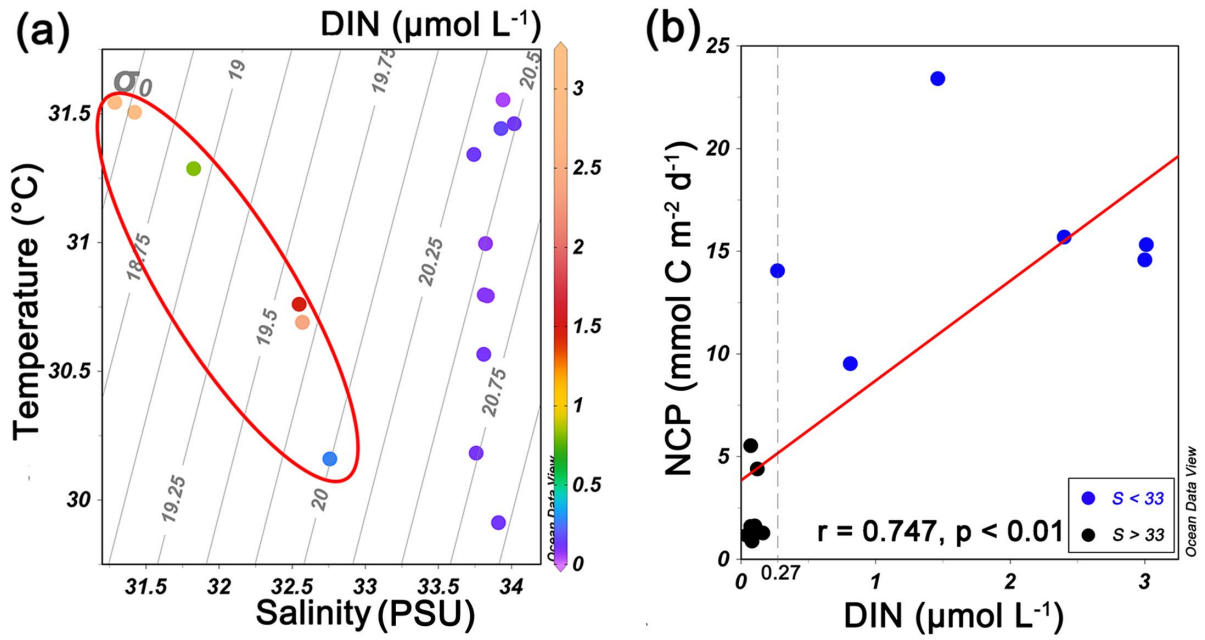 (a)
DIN (µmol L-1)
σ0
19
19.75
20.5
18.75
20.25
19.5
20.75
19.25
20
31.5
31
30.5
30
Temperature (°C)
31.5
32
32.5
33
33.5
34
Salinity (PSU)
3
2.5
2
1.5
1
0.5
0
Ocean Data View
(b)
25
20
15
10
5
0
NCP (mmol C m-2 d-1)
r = 0.747, p < 0.01
S < 33
S > 33
0
0.27
1
2
3
DIN (µmol L-1)
Ocean Data View